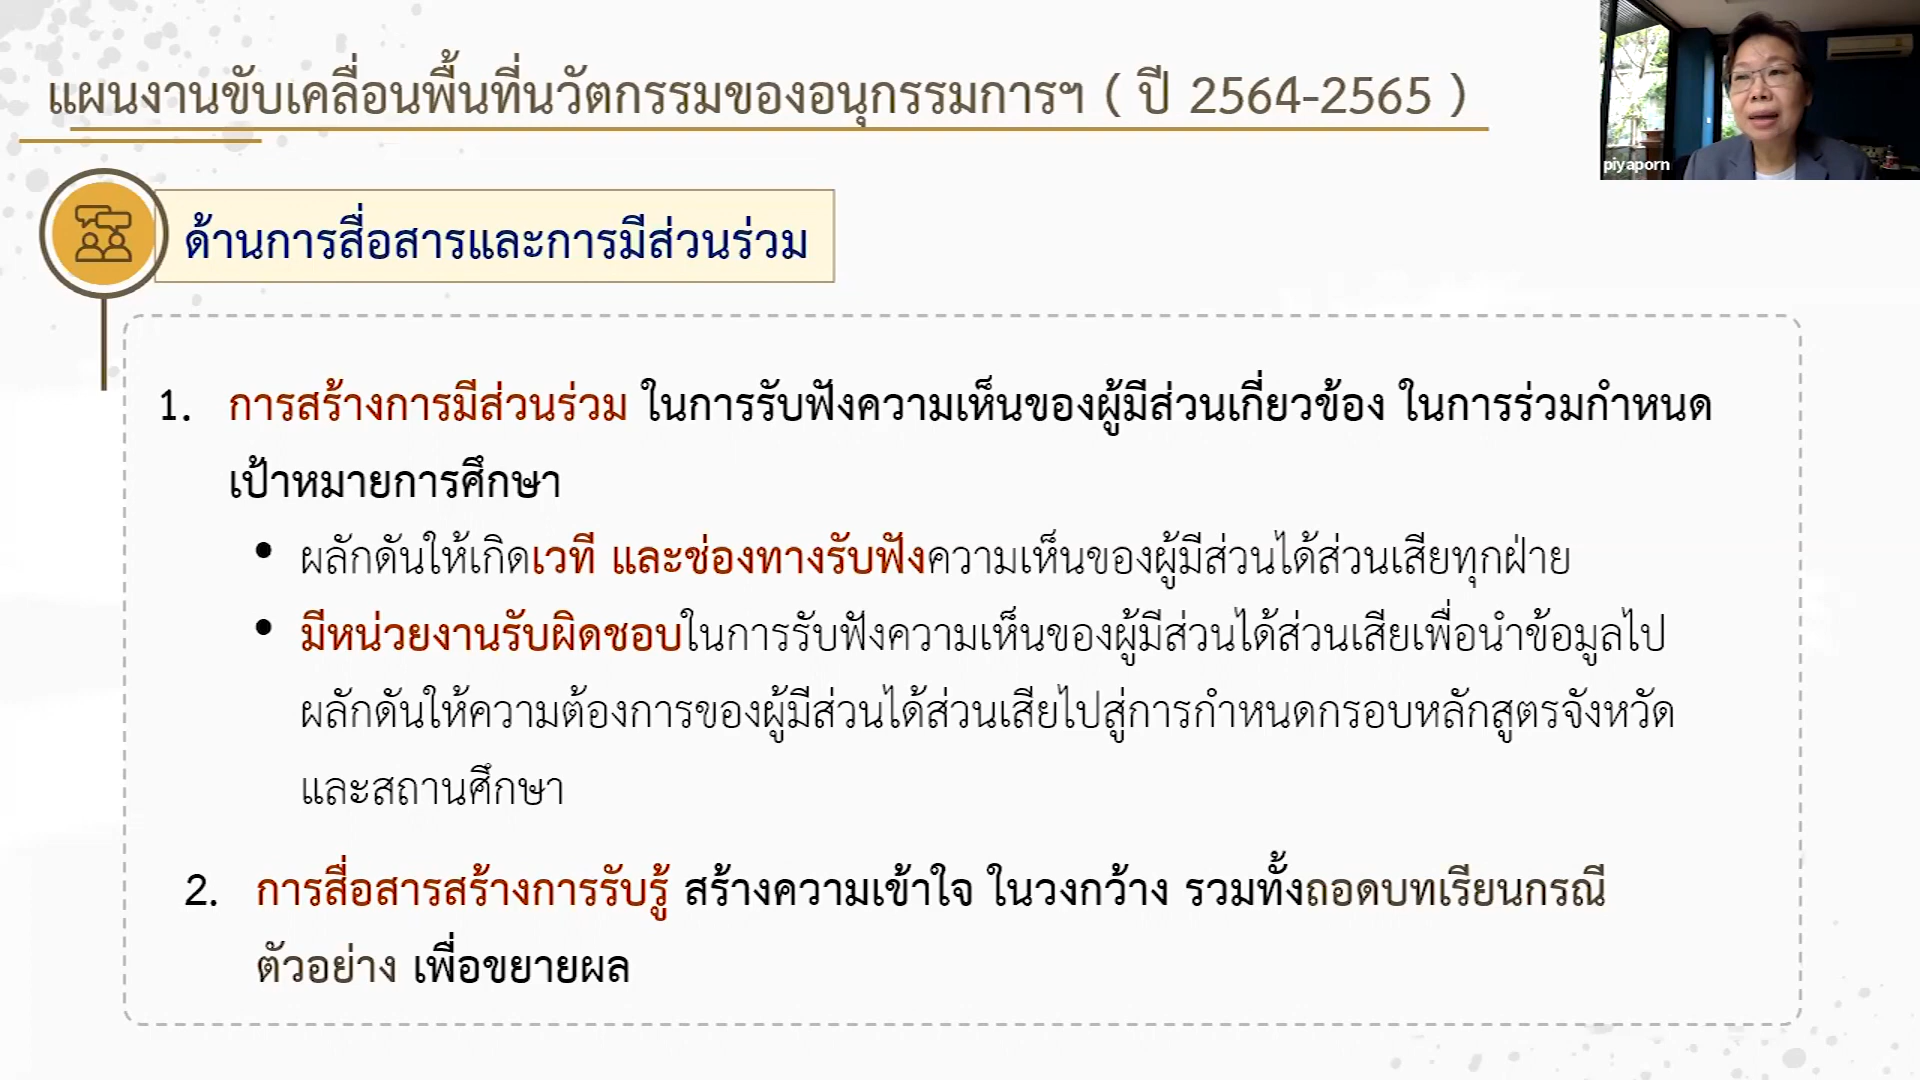 แผนงานขับเคลื่อนพื้นที่นวัตกรรมของอนุกรรมการฯ ( ปี 2564-2565 )
piyaporn
ด้านการสื่อสารและการมีส่วนร่วม
1. การสร้างการมีส่วนร่วม ในการรับฟังความเห็นของผู้มีส่วนเกี่ยวข้อง ในการร่วมกำหนด
เป้าหมายการศึกษา
• ผลักดันให้เกิดเวที และช่องทางรับฟังความเห็นของผู้มีส่วนได้ส่วนเสียทุกฝ่าย
• มีหน่วยงานรับผิดชอบในการรับฟังความเห็นของผู้มีส่วนได้ส่วนเสียเพื่อนำข้อมูลไป
ผลักดันให้ความต้องการของผู้มีส่วนได้ส่วนเสียไปสู่การกำหนดกรอบหลักสูตรจังหวัด
และสถานศึกษา
2. การสื่อสารสร้างการรับรู้ สร้างความเข้าใจ ในวงกว้าง รวมทั้งถอดบทเรียนกรณี
ตัวอย่าง เพื่อขยายผล